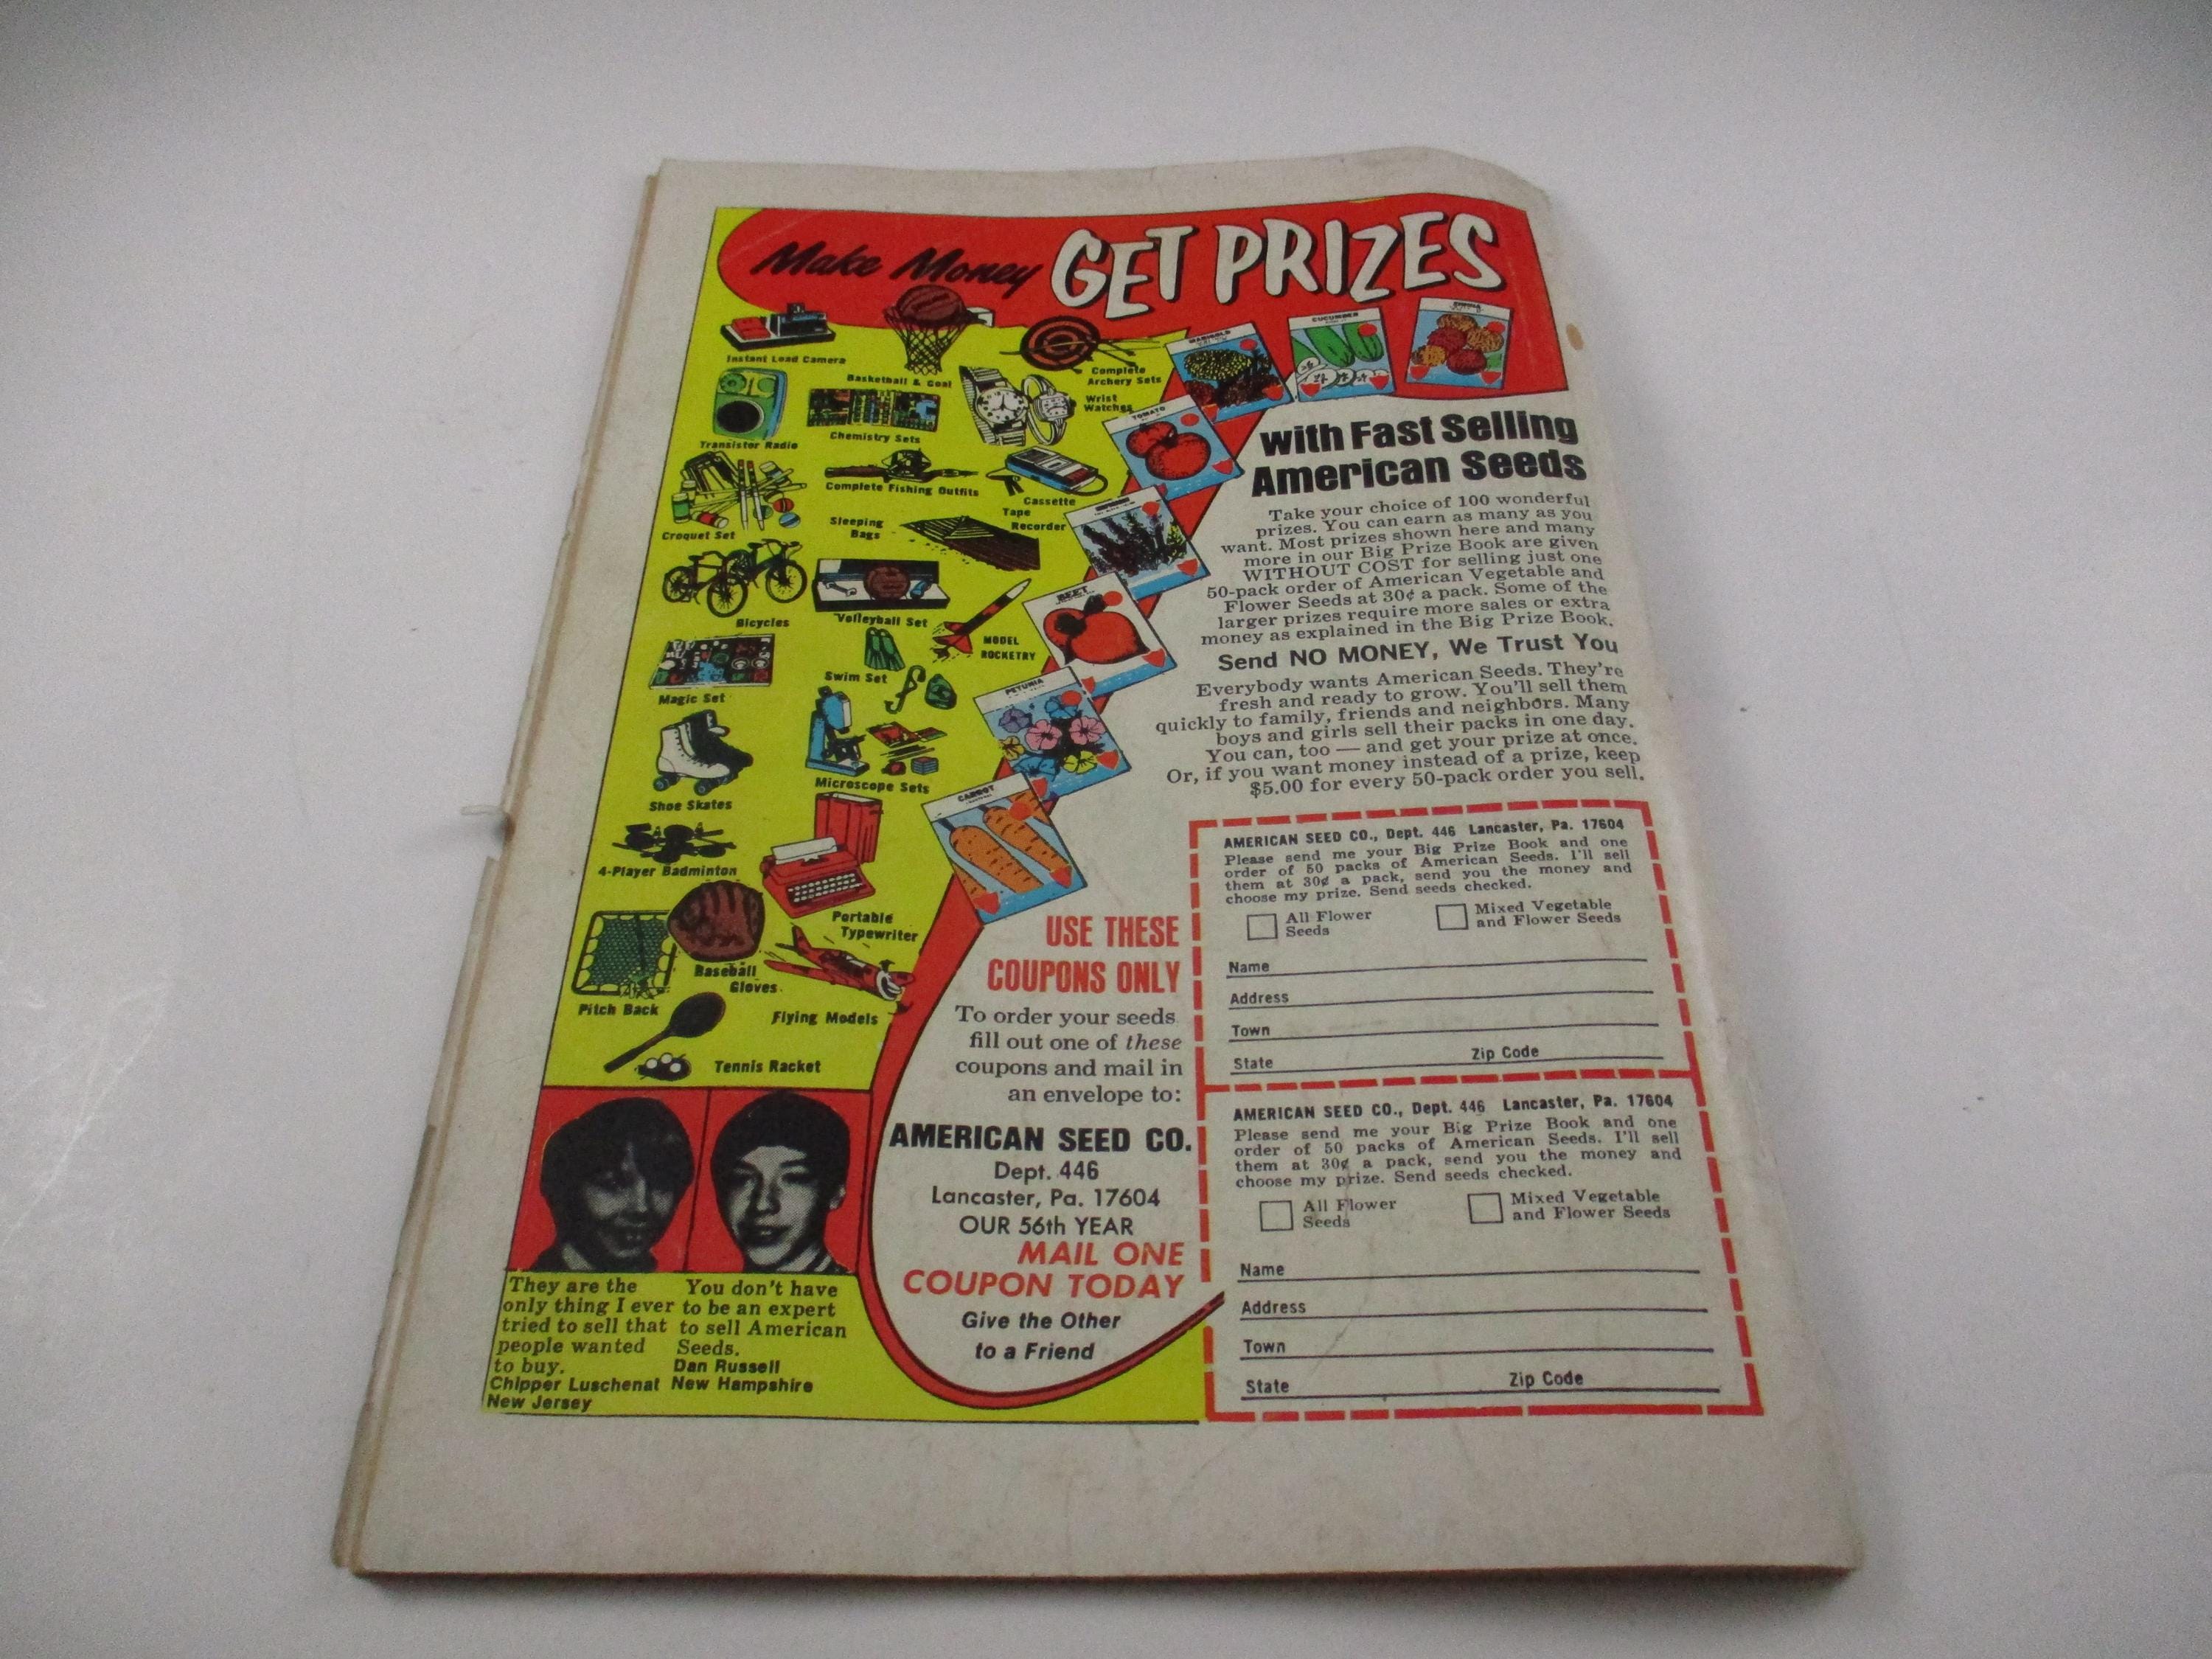 Make Money GET PRIZES
Instant Load Camera
Basketball & Goal
Complete
Archery Sets
Wrist
Watches
Transistor Radio
Chemistry Sets
Complete Fishing Outfits
Cassette
Tape
Recorder
Croquet Set
Sleeping
Bags
Bicycles
Volleyball Set
MODEL
ROCKETRY
Magic Set
Swim Set
Shoe Skates
Microscope Sets
4-Player Badminton
Portable
Typewriter
Baseball
Gloves
Pitch Back
Flying Models
Tennis Racket
MARIGOLD
CUCUMBER
TOMATO
BEET
PETUNIA
CARROT
with Fast Selling
American Seeds
Take your choice of 100 wonderful
prizes. You can earn as many as you
want. Most prizes shown here and many
more in our Big Prize Book are given
WITHOUT COST for selling just one
50-pack order of American Vegetable and
Flower Seeds at 30¢ a pack. Some of the
larger prizes require more sales or extra
money as explained in the Big Prize Book.
Send NO MONEY, We Trust You
Everybody wants American Seeds. They're
fresh and ready to grow. You'll sell them
quickly to family, friends and neighbors. Many
boys and girls sell their packs in one day.
You can, too — and get your prize at once.
Or, if you want money instead of a prize, keep
$5.00 for every 50-pack order you sell.
USE THESE
COUPONS ONLY
To order your seeds
fill out one of these
coupons and mail in
an envelope to:
AMERICAN SEED CO.
Dept. 446
Lancaster, Pa. 17604
OUR 56th YEAR
MAIL ONE
COUPON TODAY
Give the Other
to a Friend
AMERICAN SEED CO., Dept. 446 Lancaster, Pa. 17604
Please send me your Big Prize Book and one
order of 50 packs of American Seeds. I'll sell
them at 30¢ a pack, send you the money and
choose my prize. Send seeds checked.
All Flower
Seeds
Mixed Vegetable
and Flower Seeds
Name
Address
Town
State Zip Code
AMERICAN SEED CO., Dept. 446 Lancaster, Pa. 17604
Please send me your Big Prize Book and one
order of 50 packs of American Seeds. I'll sell
them at 30¢ a pack, send you the money and
choose my prize. Send seeds checked.
All Flower
Seeds
Mixed Vegetable
and Flower Seeds
Name
Address
Town
State Zip Code
They are the
only thing I ever
tried to sell that
people wanted
to buy.
Chipper Luschenat
New Jersey
You don't have
to be an expert
to sell American
Seeds.
Dan Russell
New Hampshire